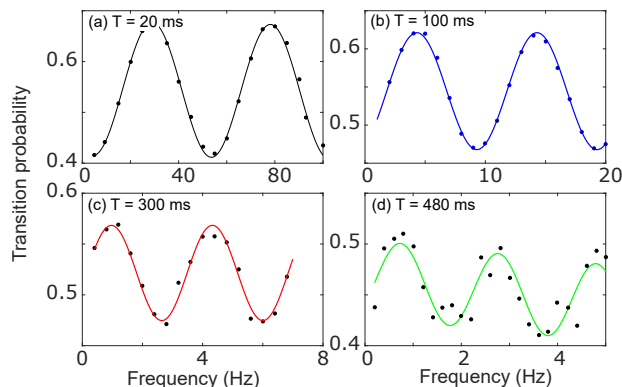 (a) T = 20 ms
(b) T = 100 ms
0.6
0.6
0.5
0.4
0
40
80
0
10
20
Transition probability
(c) T = 300 ms
(d) T = 480 ms
0.6
0.5
0.5
0.4
0
4
8
0
2
4
Frequency (Hz)
Frequency (Hz)